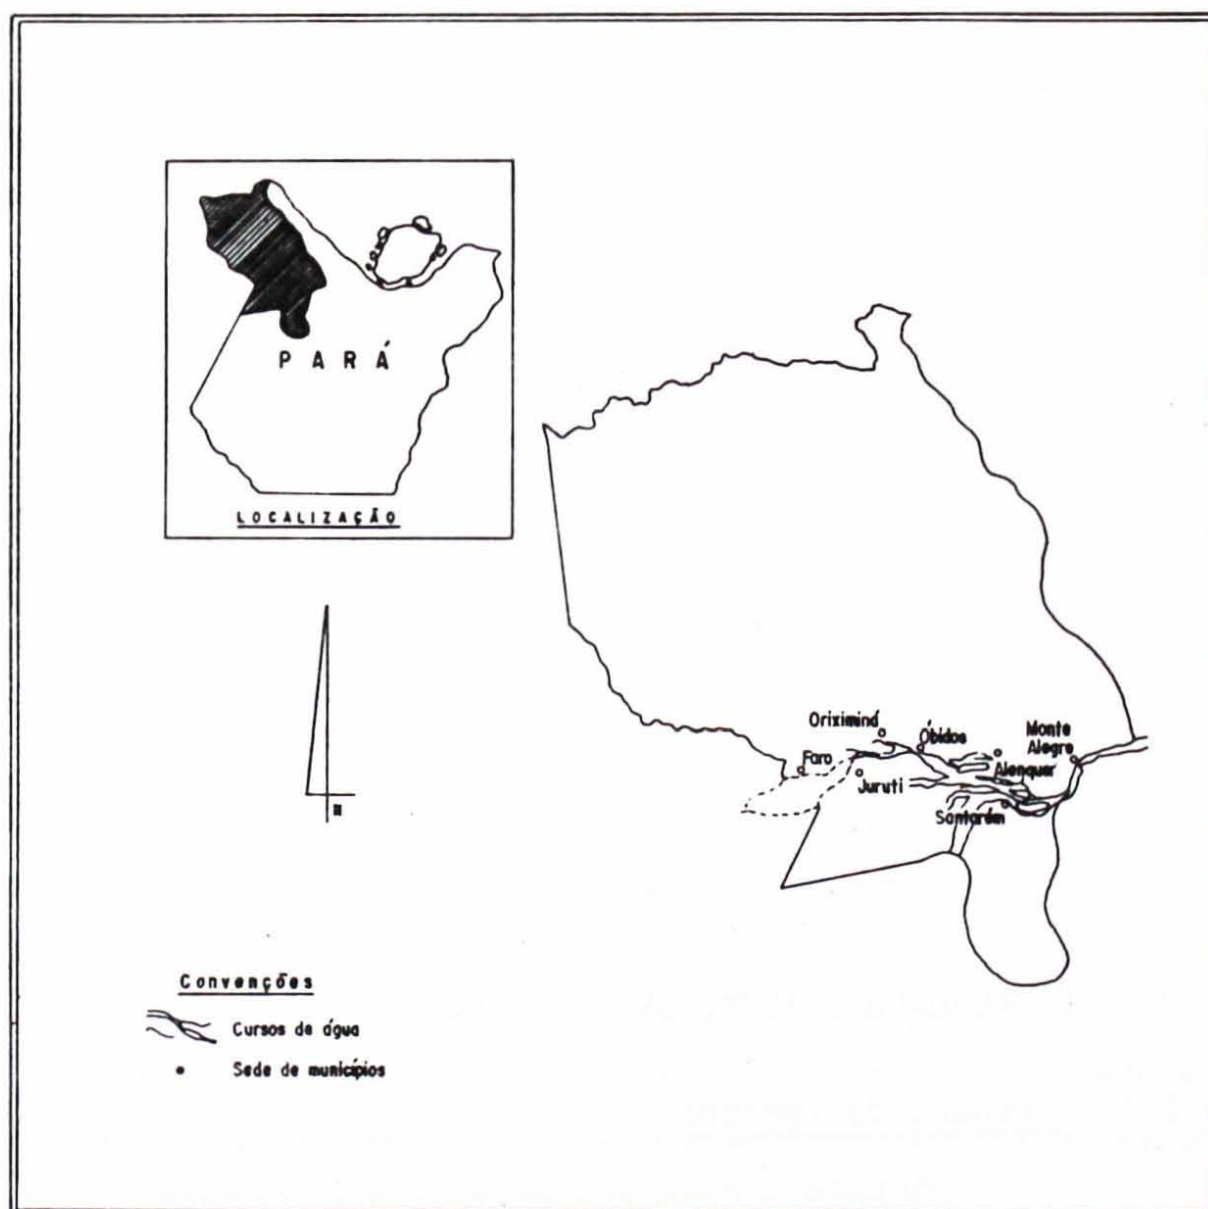 PARÁ
LOCALIZAÇÃO
Oriximiná
Óbidos
Monte
Alegre
Faro
Alenquer
Juruti
Santarém
Convenções
Cursos de água
Sede de municípios